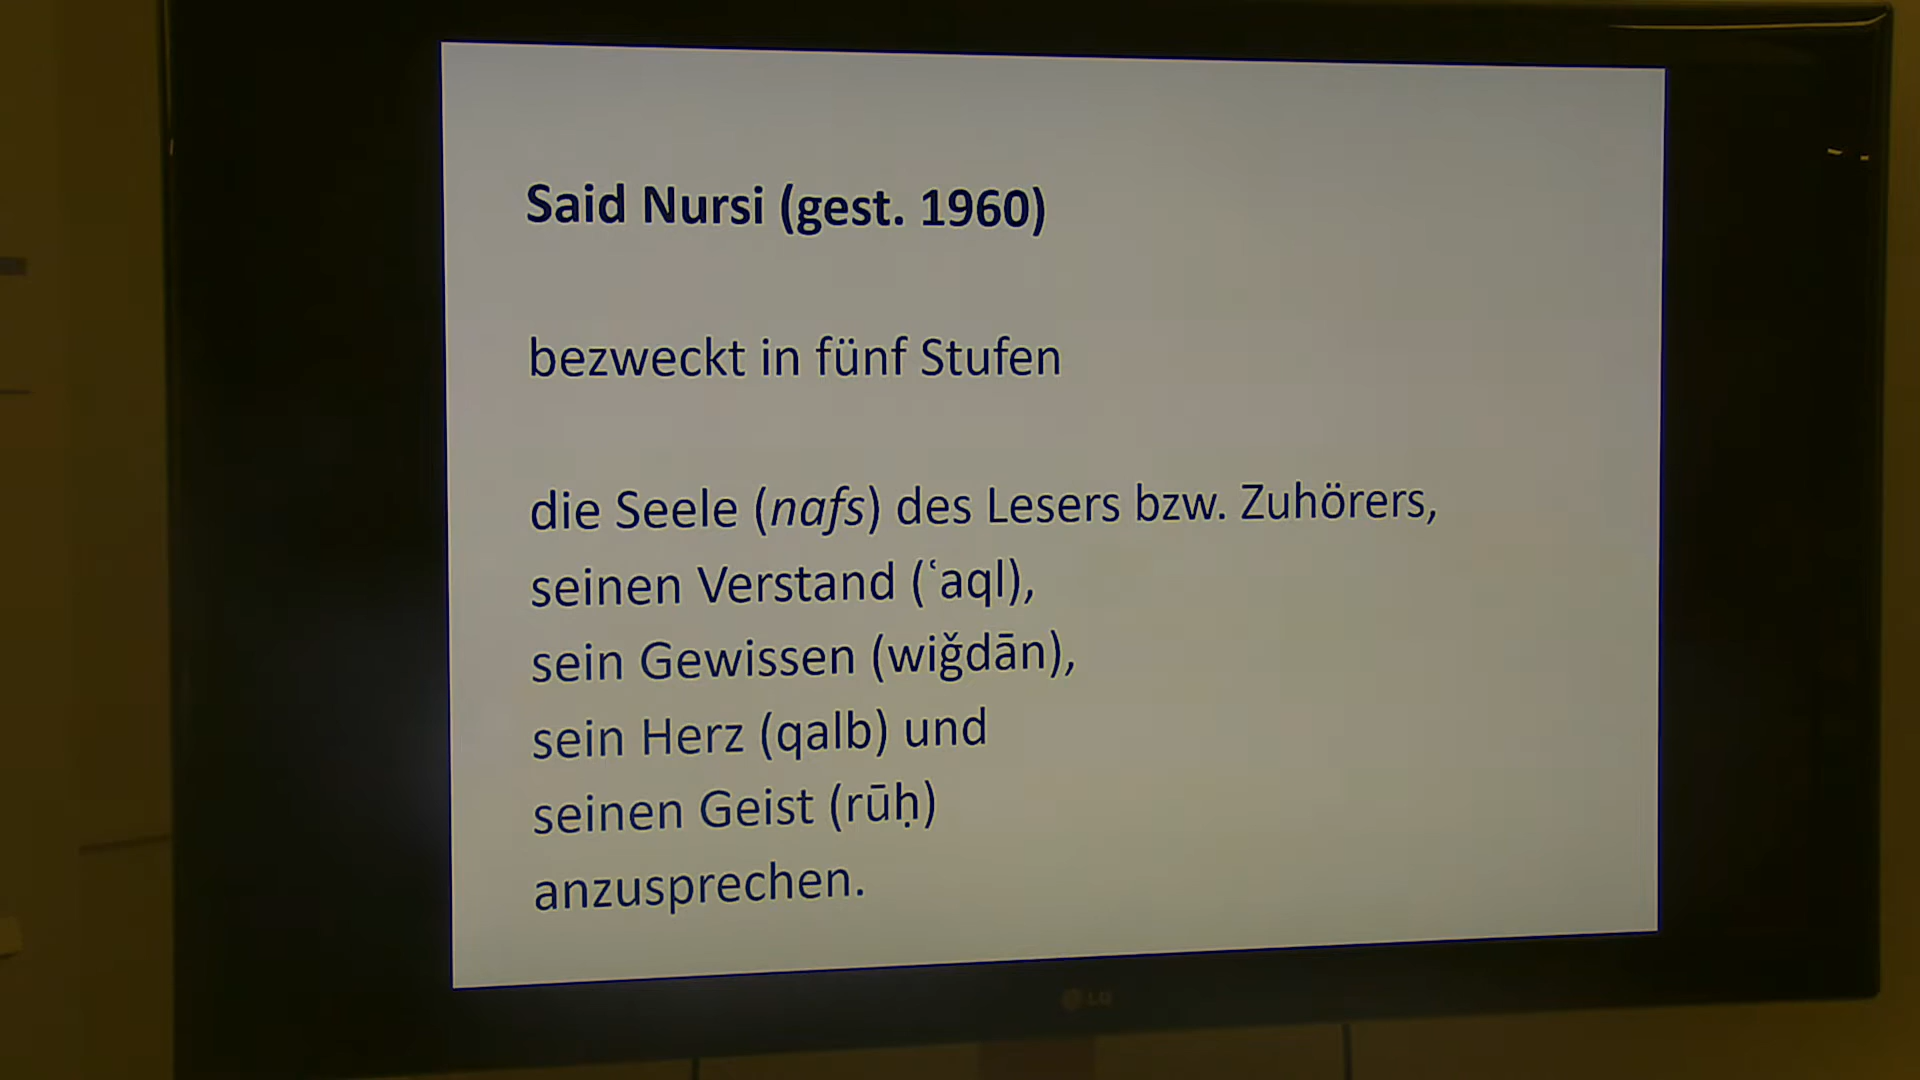 Said Nursi (gest. 1960)
bezweckt in fünf Stufen
die Seele (nafs) des Lesers bzw. Zuhörers,
seinen Verstand (ʿaql),
sein Gewissen (wiǧdān),
sein Herz (qalb) und
seinen Geist (rūḥ)
anzusprechen.
LG